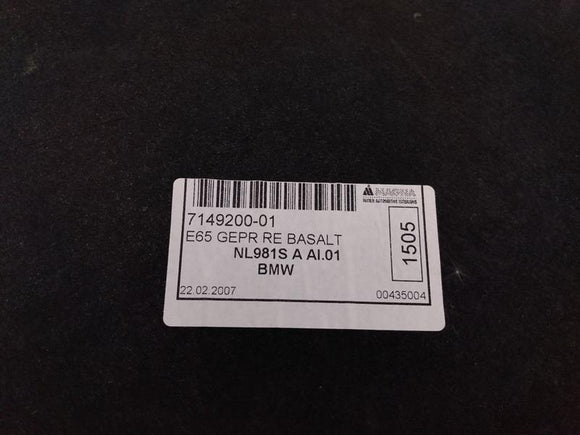 MAGNA
7149200-01
E65 GEPR RE BASALT
NL981S A AI.01
BMW
1505
22.02.2007
00435004